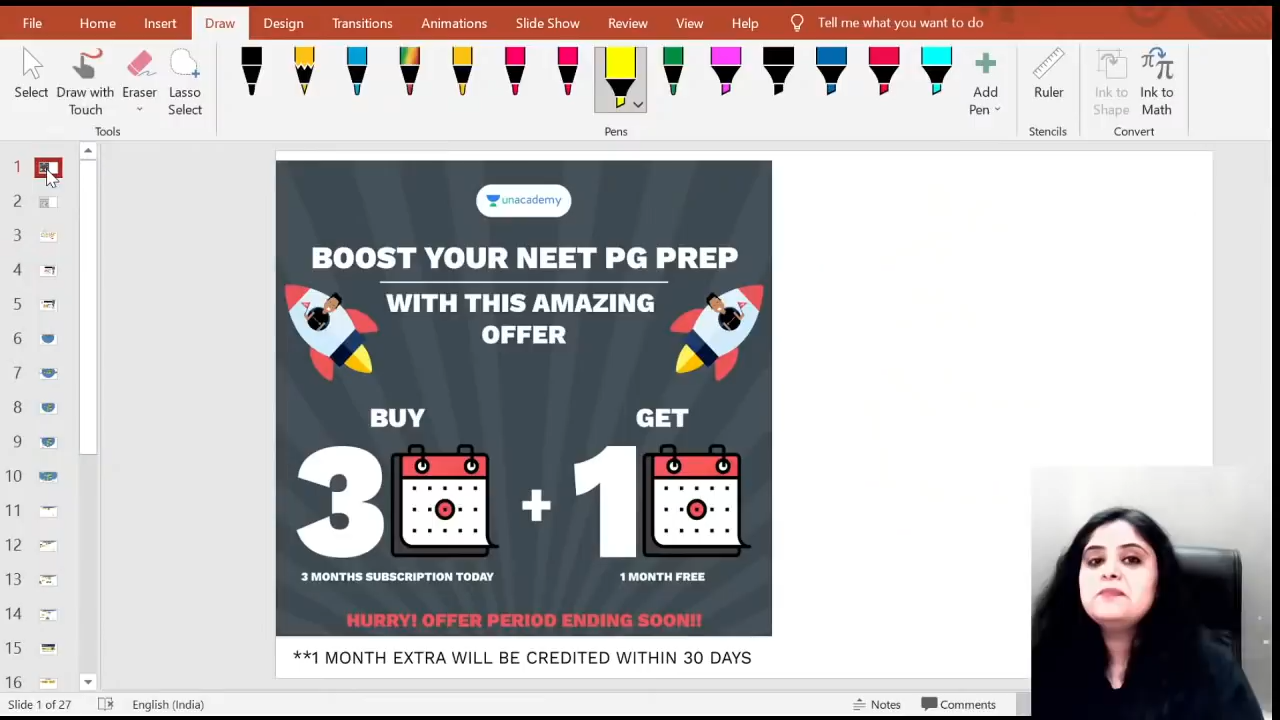 File Home Insert Draw Design Transitions Animations Slide Show Review View Help Tell me what you want to do
Select
Draw with
Touch
Eraser
Lasso
Select
Add
Pen
Ruler
Ink to
Shape
Ink to
Math
Tools
Pens
Stencils
Convert
1
2
3
4
5
6
7
8
9
10
11
12
13
14
15
16
unacademy
BOOST YOUR NEET PG PREP
WITH THIS AMAZING
OFFER
BUY GET
3 + 1
3 MONTHS SUBSCRIPTION TODAY 1 MONTH FREE
HURRY! OFFER PERIOD ENDING SOON!!
**1 MONTH EXTRA WILL BE CREDITED WITHIN 30 DAYS
Slide 1 of 27 English (India) Notes Comments